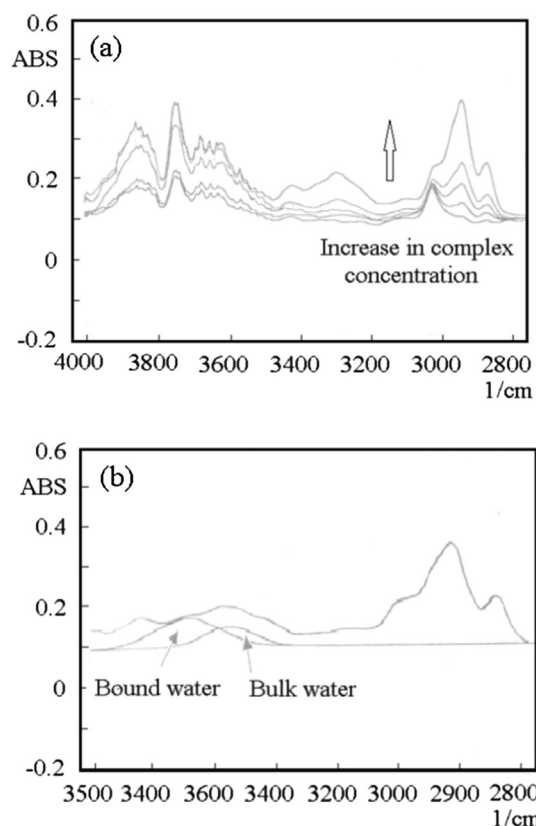 0.6
(a)
ABS
0.4
0.2
Increase in complex
concentration
0
-0.2
4000 3800 3600 3400 3200 3000 2800
1/cm
0.6
(b)
ABS
0.4
0.2
Bound water
Bulk water
0
-0.2
3500 3400 3600 3400 3200 3000 2900 2800
1/cm